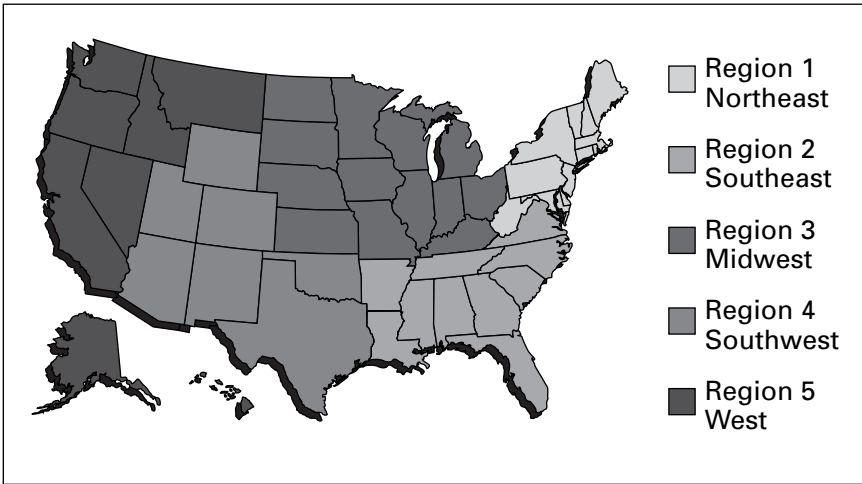 Region 1
Northeast
Region 2
Southeast
Region 3
Midwest
Region 4
Southwest
Region 5
West